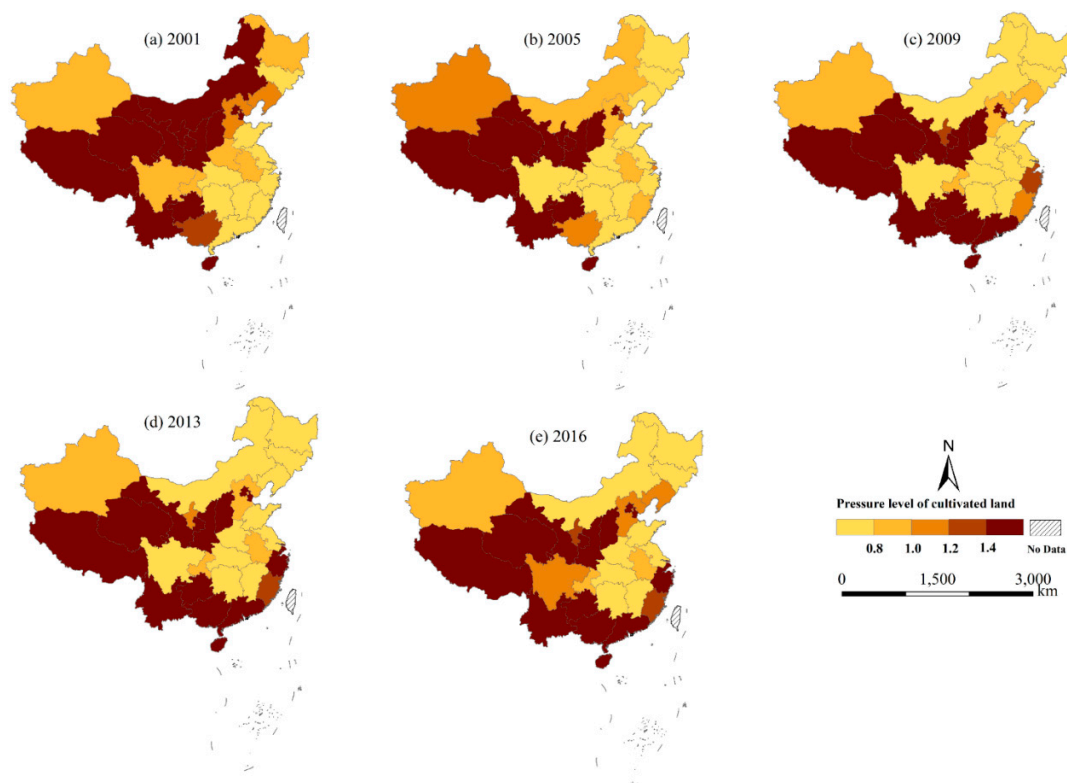 (a) 2001
(b) 2005
(c) 2009
(d) 2013
(e) 2016
N
Pressure level of cultivated land
0.8 1.0 1.2 1.4 No Data
0 1,500 3,000
km